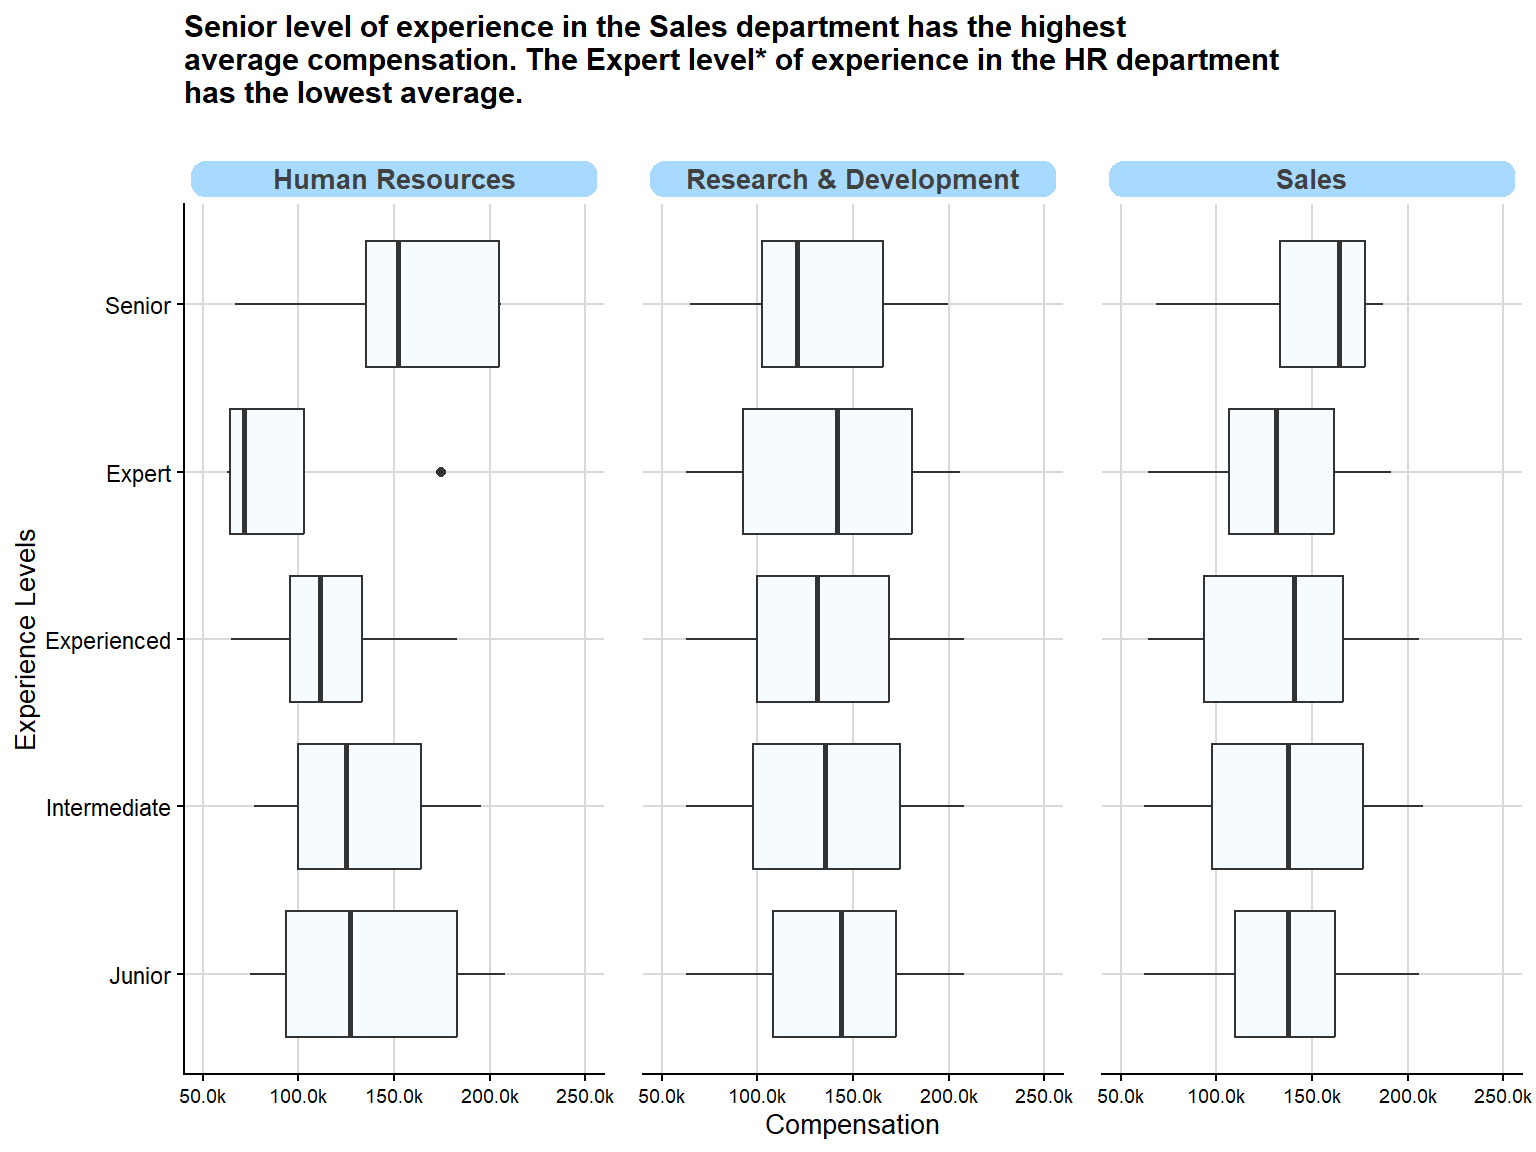 Senior level of experience in the Sales department has the highest
average compensation. The Expert level* of experience in the HR department
has the lowest average.
Human Resources
Research & Development
Sales
Experience Levels
Senior
Expert
Experienced
Intermediate
Junior
50.0k 100.0k 150.0k 200.0k 250.0k
50.0k 100.0k 150.0k 200.0k 250.0k
50.0k 100.0k 150.0k 200.0k 250.0k
Compensation